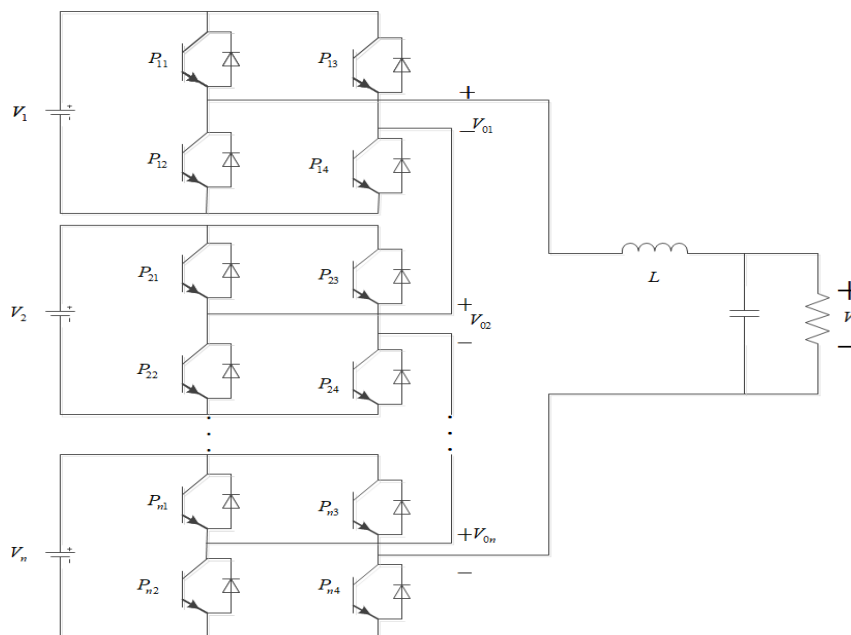 P11
P13
+
V1
− V01
P12
P14
P21
P23
+
V2
V02
−
P22
P24
L
+
V
−
Pn1
Pn3
+V0n
Vn
−
Pn2
Pn4